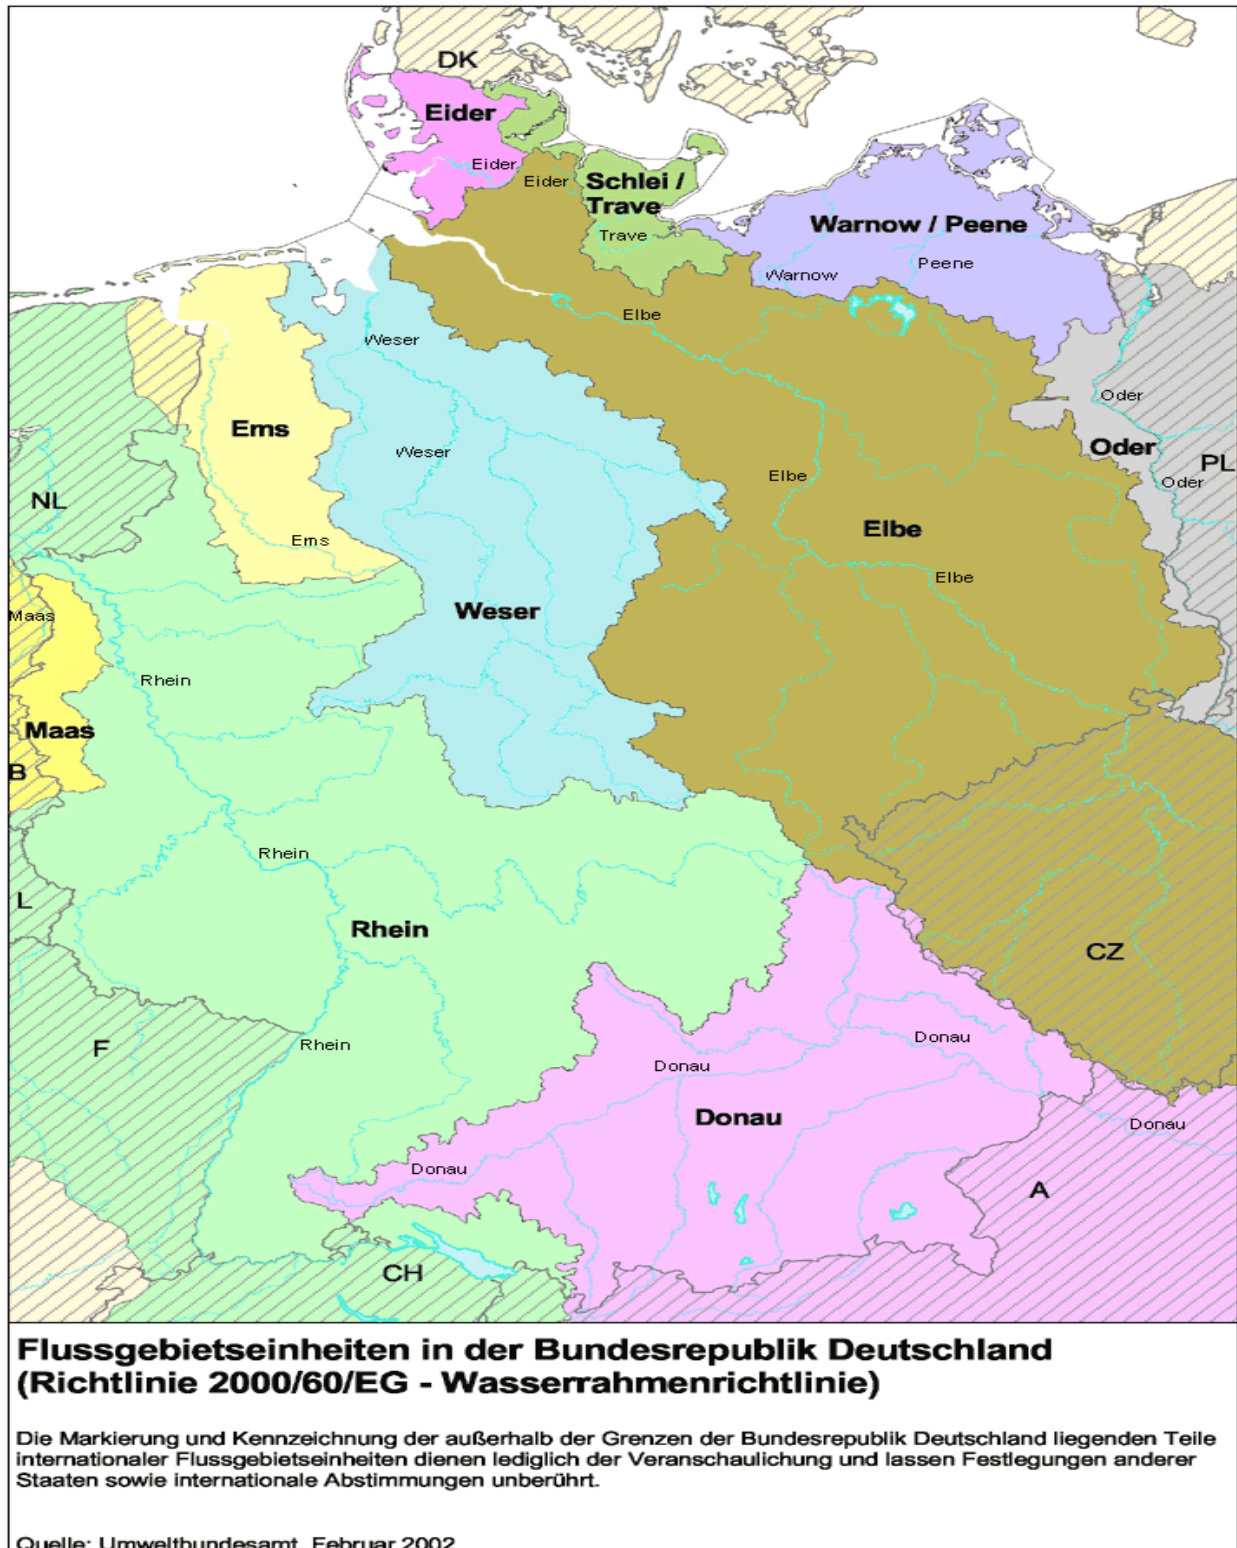 DK
Eider
Eider
Eider
Schlei /
Trave
Trave
Warnow / Peene
Warnow
Peene
Elbe
Weser
Oder
Ems
Weser
Oder
PL
Elbe
Oder
NL
Elbe
Ems
Elbe
Weser
Maas
Rhein
Maas
B
Rhein
L
Rhein
CZ
F
Rhein
Donau
Donau
Donau
Donau
Donau
A
CH
Flussgebietseinheiten in der Bundesrepublik Deutschland
(Richtlinie 2000/60/EG - Wasserrahmenrichtlinie)
Die Markierung und Kennzeichnung der außerhalb der Grenzen der Bundesrepublik Deutschland liegenden Teile
internationaler Flussgebietseinheiten dienen lediglich der Veranschaulichung und lassen Festlegungen anderer
Staaten sowie internationale Abstimmungen unberührt.
Quelle: Umweltbundesamt, Februar 2002